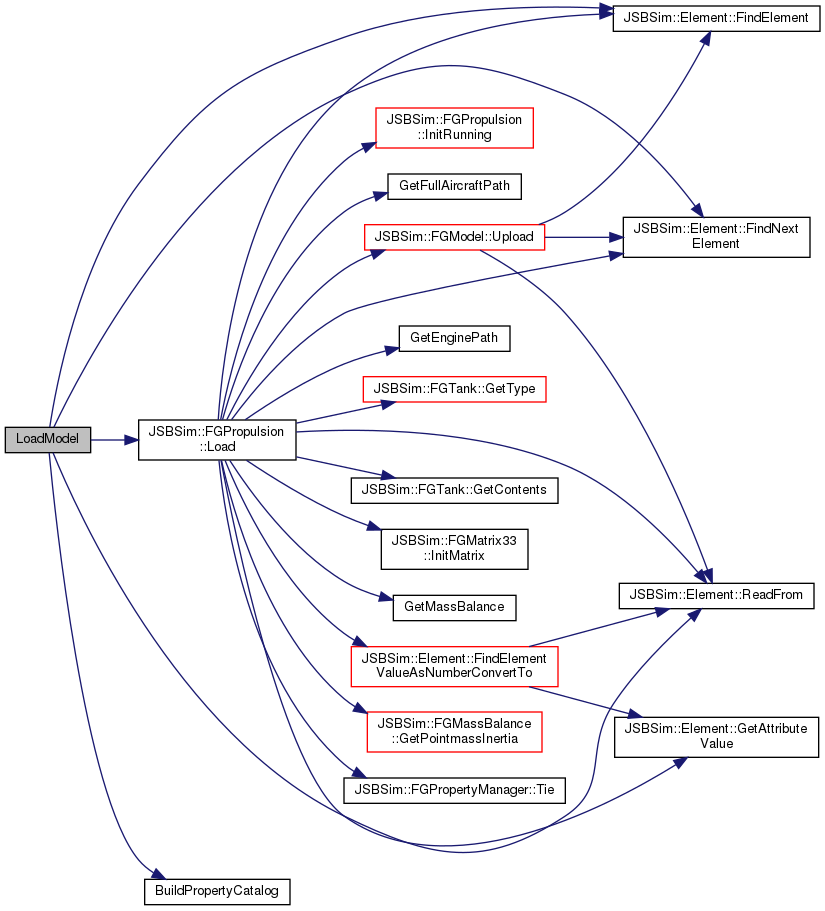 JSBSim::Element::FindElement
JSBSim::FGPropulsion
::InitRunning
GetFullAircraftPath
JSBSim::FGModel::Upload
JSBSim::Element::FindNext
Element
GetEnginePath
JSBSim::FGTank::GetType
LoadModel
JSBSim::FGPropulsion
::Load
JSBSim::FGTank::GetContents
JSBSim::FGMatrix33
::InitMatrix
JSBSim::Element::ReadFrom
GetMassBalance
JSBSim::Element::FindElement
ValueAsNumberConvertTo
JSBSim::FGMassBalance
::GetPointmassInertia
JSBSim::Element::GetAttribute
Value
JSBSim::FGPropertyManager::Tie
BuildPropertyCatalog